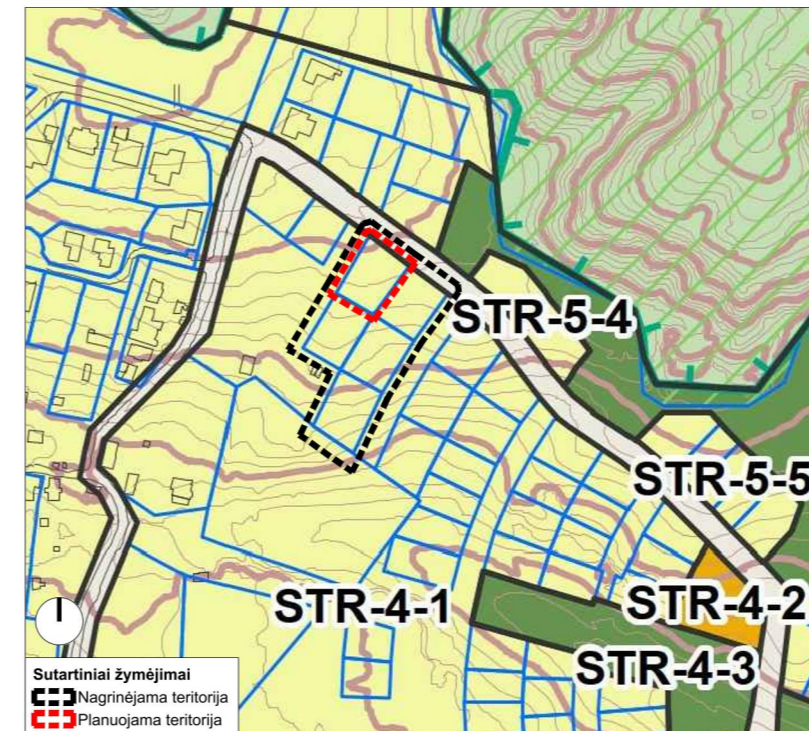 STR-5-4
STR-5-5
STR-4-1
STR-4-2
STR-4-3
Sutartiniai žymėjimai
Nagrinėjama teritorija
Planuojama teritorija